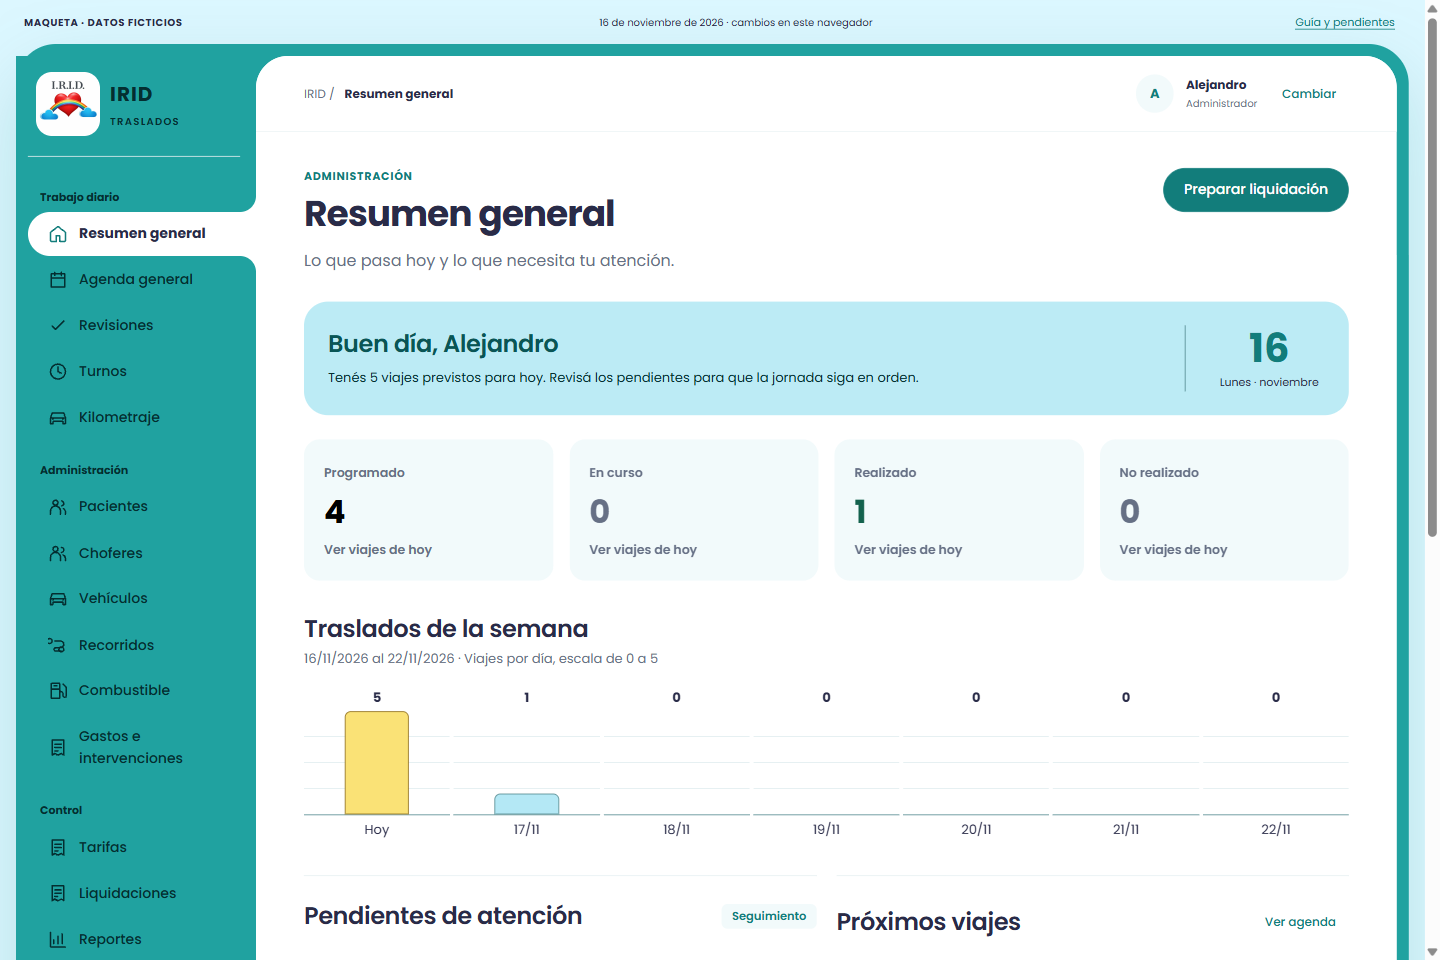 MAQUETA · DATOS FICTICIOS
16 de noviembre de 2026 · cambios en este navegador
Guía y pendientes
I.R.I.D.
IRID
TRASLADOS
Trabajo diario
Resumen general
Agenda general
Revisiones
Turnos
Kilometraje
Administración
Pacientes
Choferes
Vehículos
Recorridos
Combustible
Gastos e
intervenciones
Control
Tarifas
Liquidaciones
Reportes
IRID / Resumen general
A
Alejandro
Administrador
Cambiar
ADMINISTRACIÓN
Resumen general
Lo que pasa hoy y lo que necesita tu atención.
Preparar liquidación
Buen día, Alejandro
Tenés 5 viajes previstos para hoy. Revisá los pendientes para que la jornada siga en orden.
16
Lunes · noviembre
Programado
4
Ver viajes de hoy
En curso
0
Ver viajes de hoy
Realizado
1
Ver viajes de hoy
No realizado
0
Ver viajes de hoy
Traslados de la semana
16/11/2026 al 22/11/2026 · Viajes por día, escala de 0 a 5
5 1 0 0 0 0 0
Hoy 17/11 18/11 19/11 20/11 21/11 22/11
Pendientes de atención
Seguimiento
Próximos viajes
Ver agenda